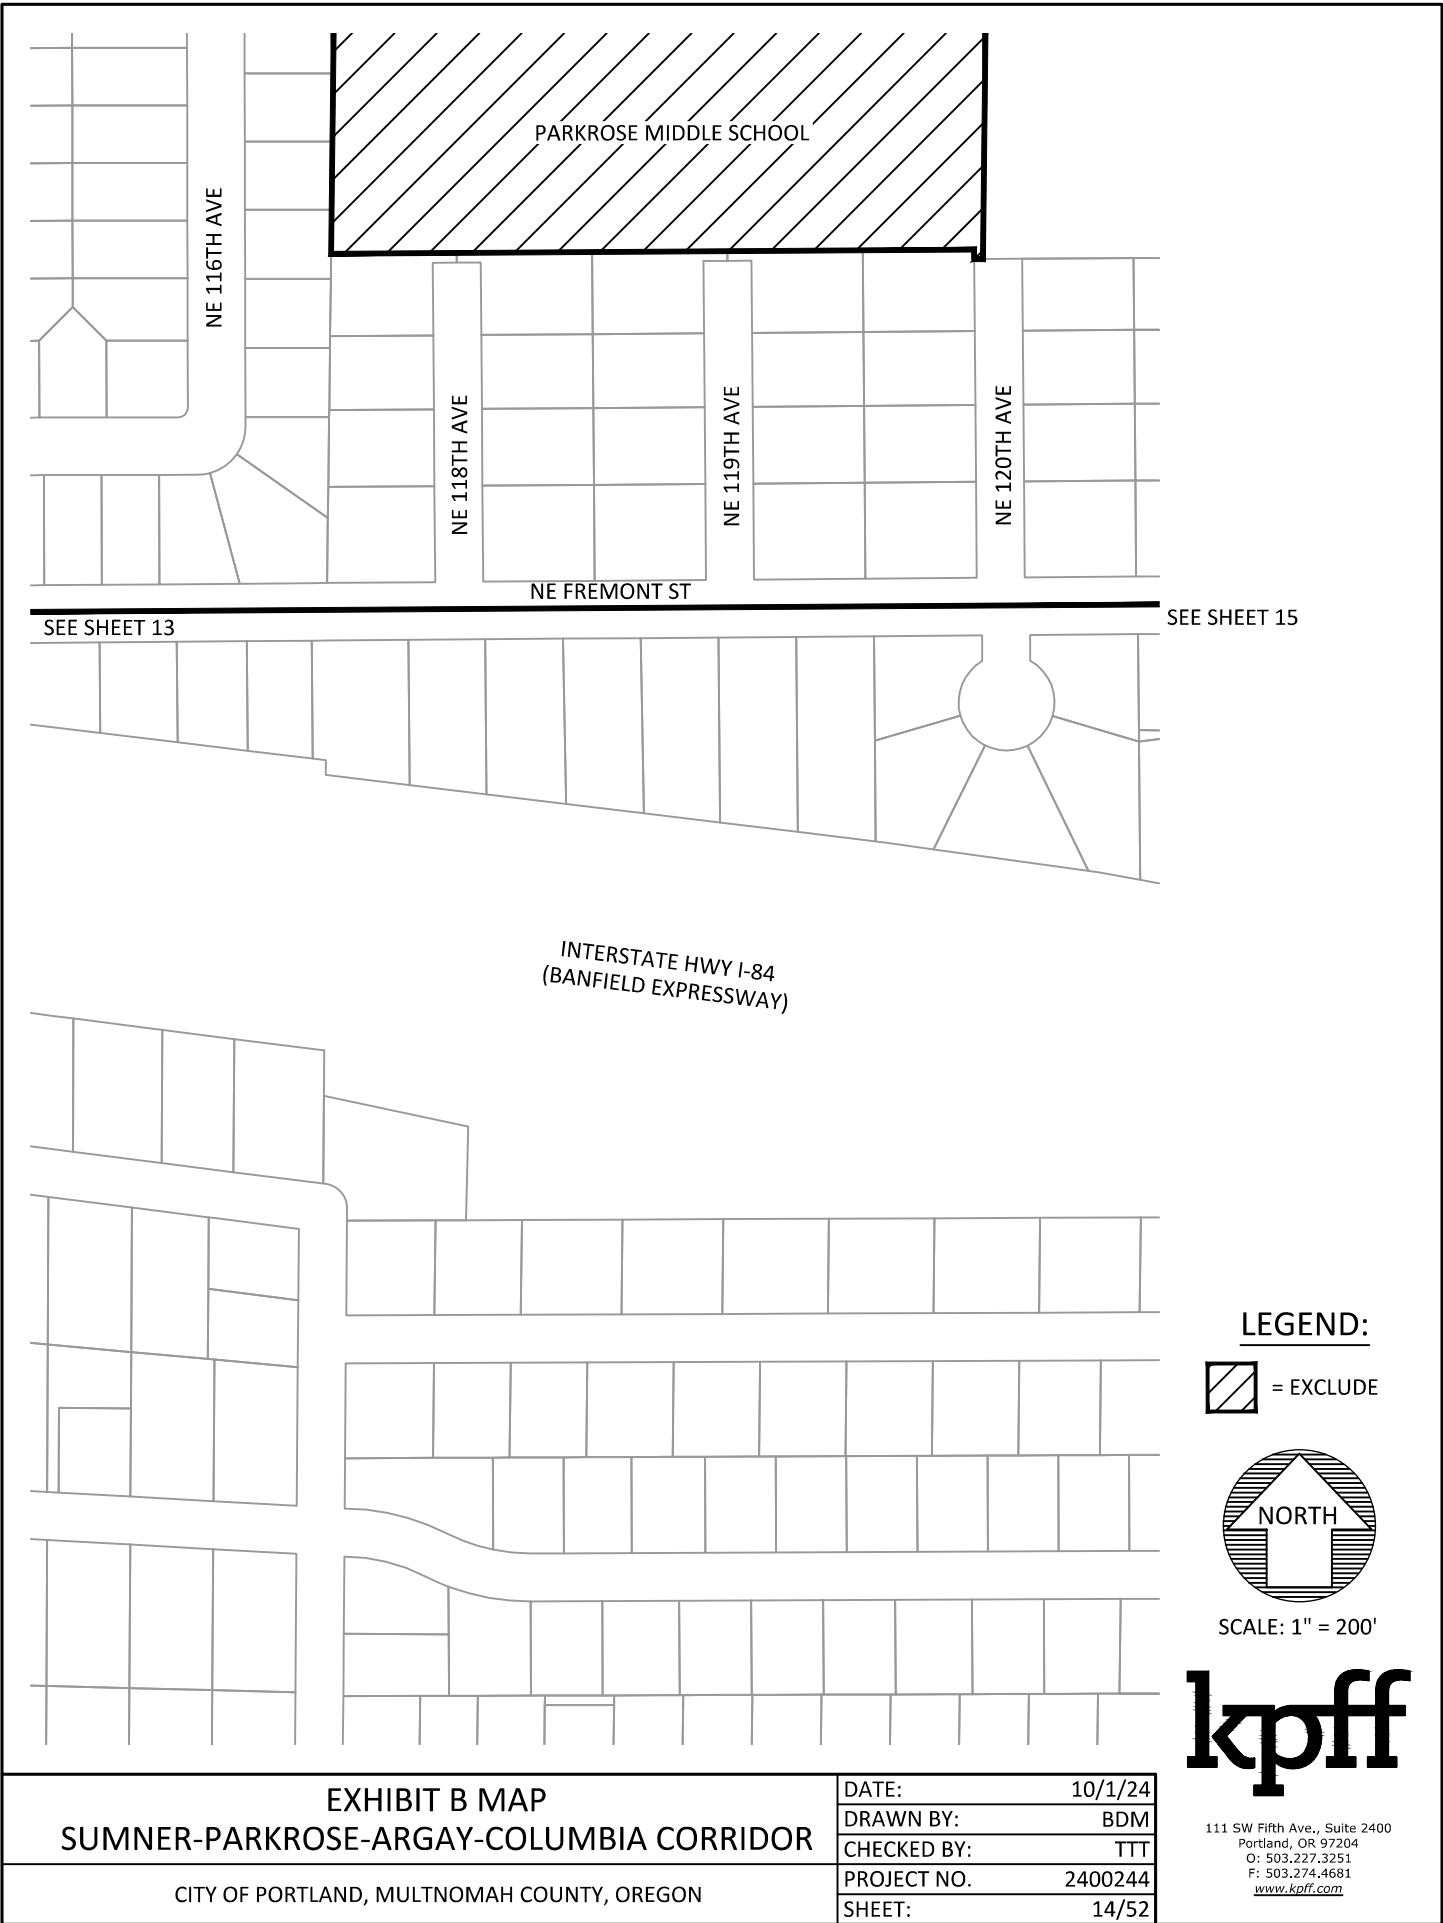 PARKROSE MIDDLE SCHOOL
NE 116TH AVE
NE 118TH AVE
NE 119TH AVE
NE 120TH AVE
NE FREMONT ST
SEE SHEET 13
SEE SHEET 15
INTERSTATE HWY I-84
(BANFIELD EXPRESSWAY)
LEGEND:
= EXCLUDE
NORTH
SCALE: 1" = 200'
kpff
111 SW Fifth Ave., Suite 2400
Portland, OR 97204
O: 503.227.3251
F: 503.274.4681
www.kpff.com
EXHIBIT B MAP
SUMNER-PARKROSE-ARGAY-COLUMBIA CORRIDOR
CITY OF PORTLAND, MULTNOMAH COUNTY, OREGON
DATE: 10/1/24
DRAWN BY: BDM
CHECKED BY: TTT
PROJECT NO. 2400244
SHEET: 14/52